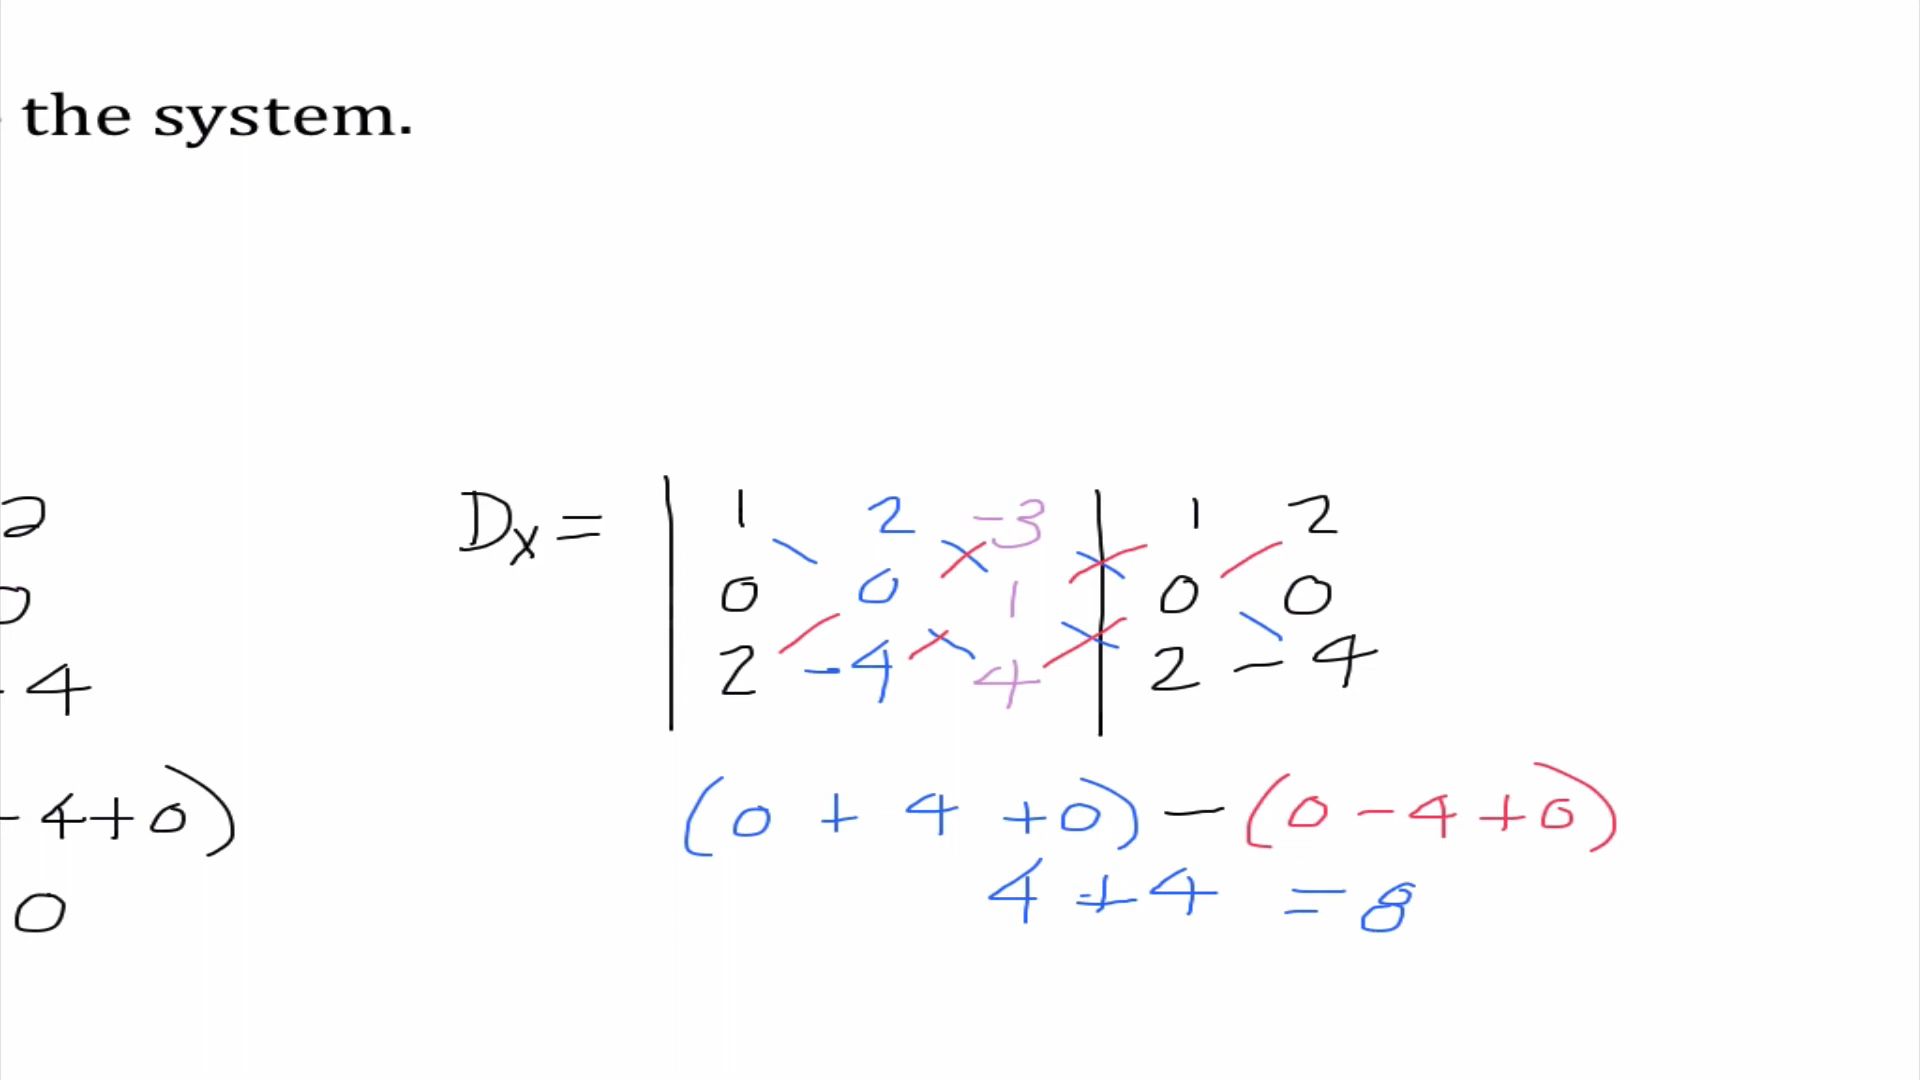 the system.
2
0
- 4
- 4 + 0)
0
Dx = | 1 2 -3 | 1 2
0 0 1 | 0 0
2 -4 4 | 2 -4
(0 + 4 + 0) - (0 - 4 + 0)
4 + 4 = 8